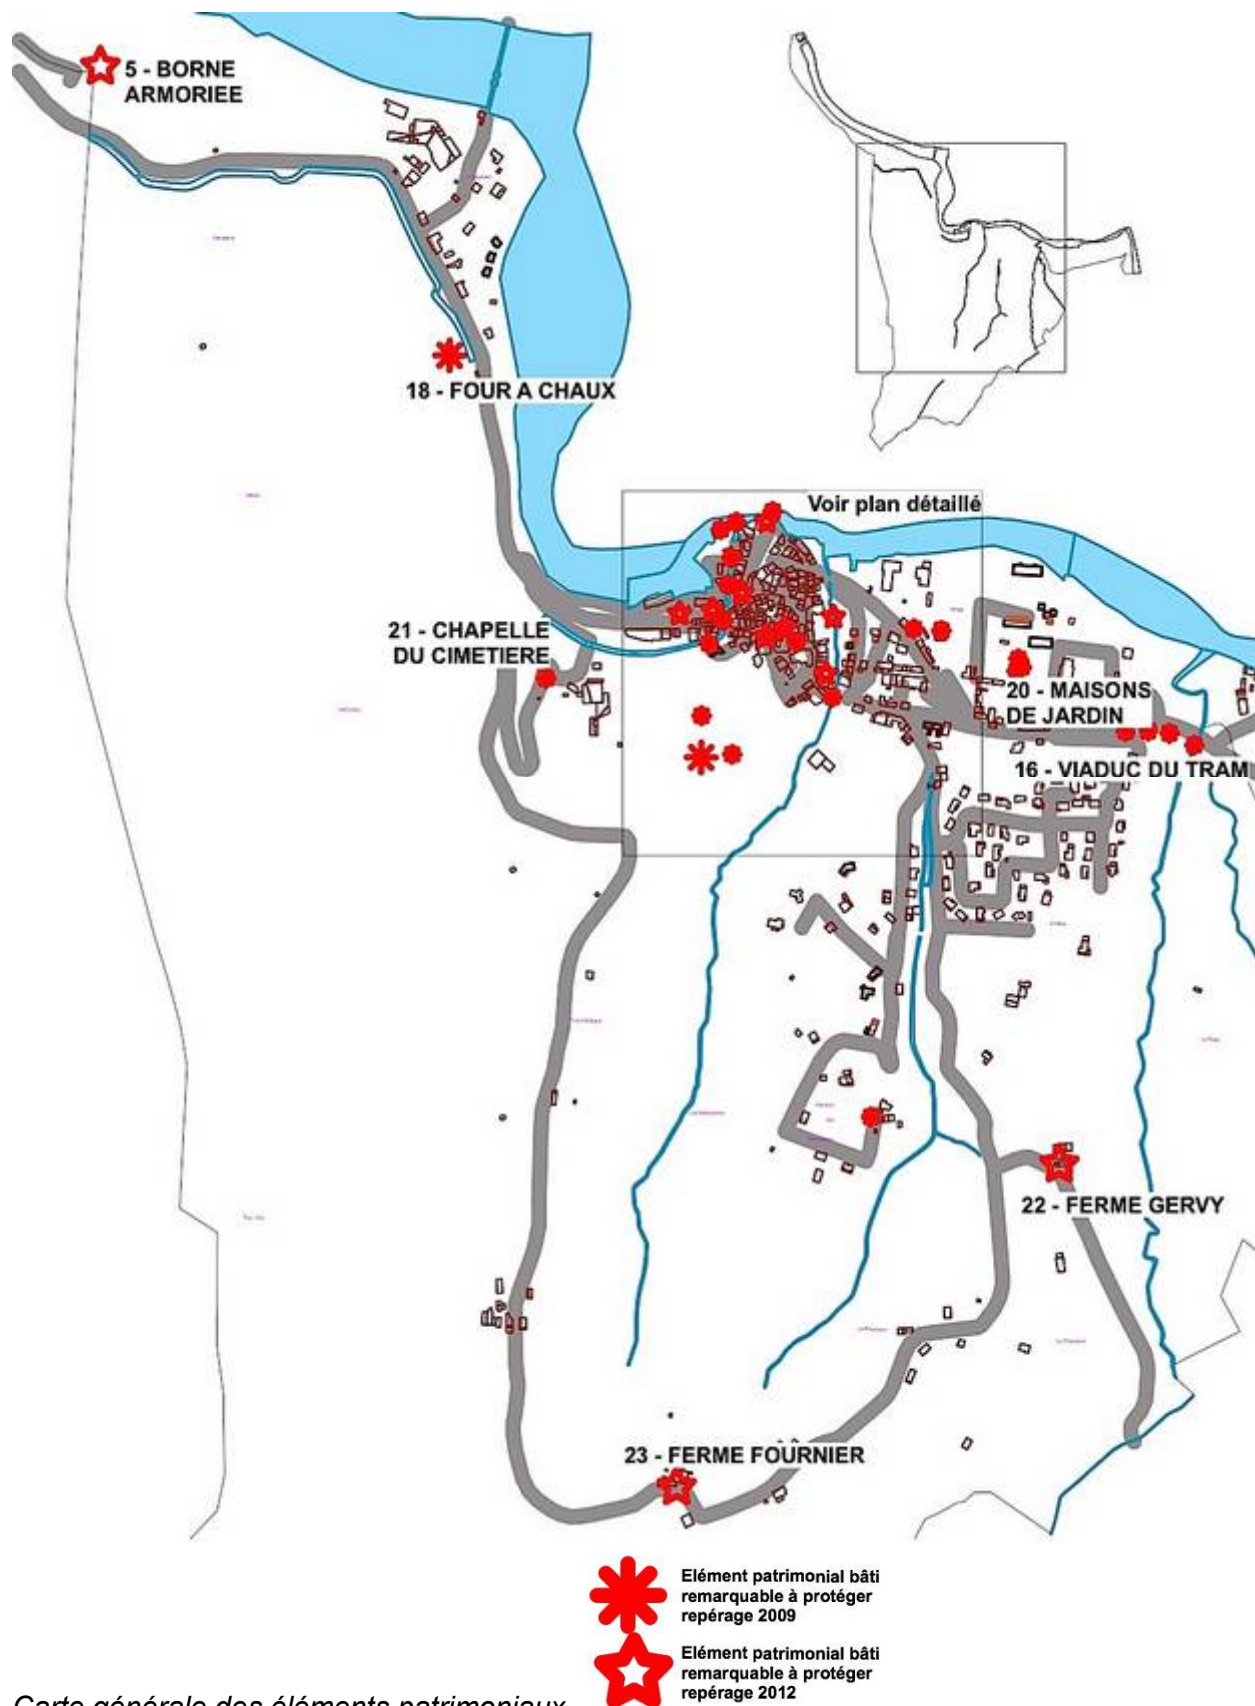 5 - BORNE
ARMORIEE
18 - FOUR A CHAUX
Voir plan détaillé
21 - CHAPELLE
DU CIMETIERE
20 - MAISONS
DE JARDIN
16 - VIADUC DU TRAM
22 - FERME GERVY
23 - FERME FOURNIER
Elément patrimonial bâti
remarquable à protéger
repérage 2009
Elément patrimonial bâti
remarquable à protéger
repérage 2012
Carte générale des éléments patrimoniaux